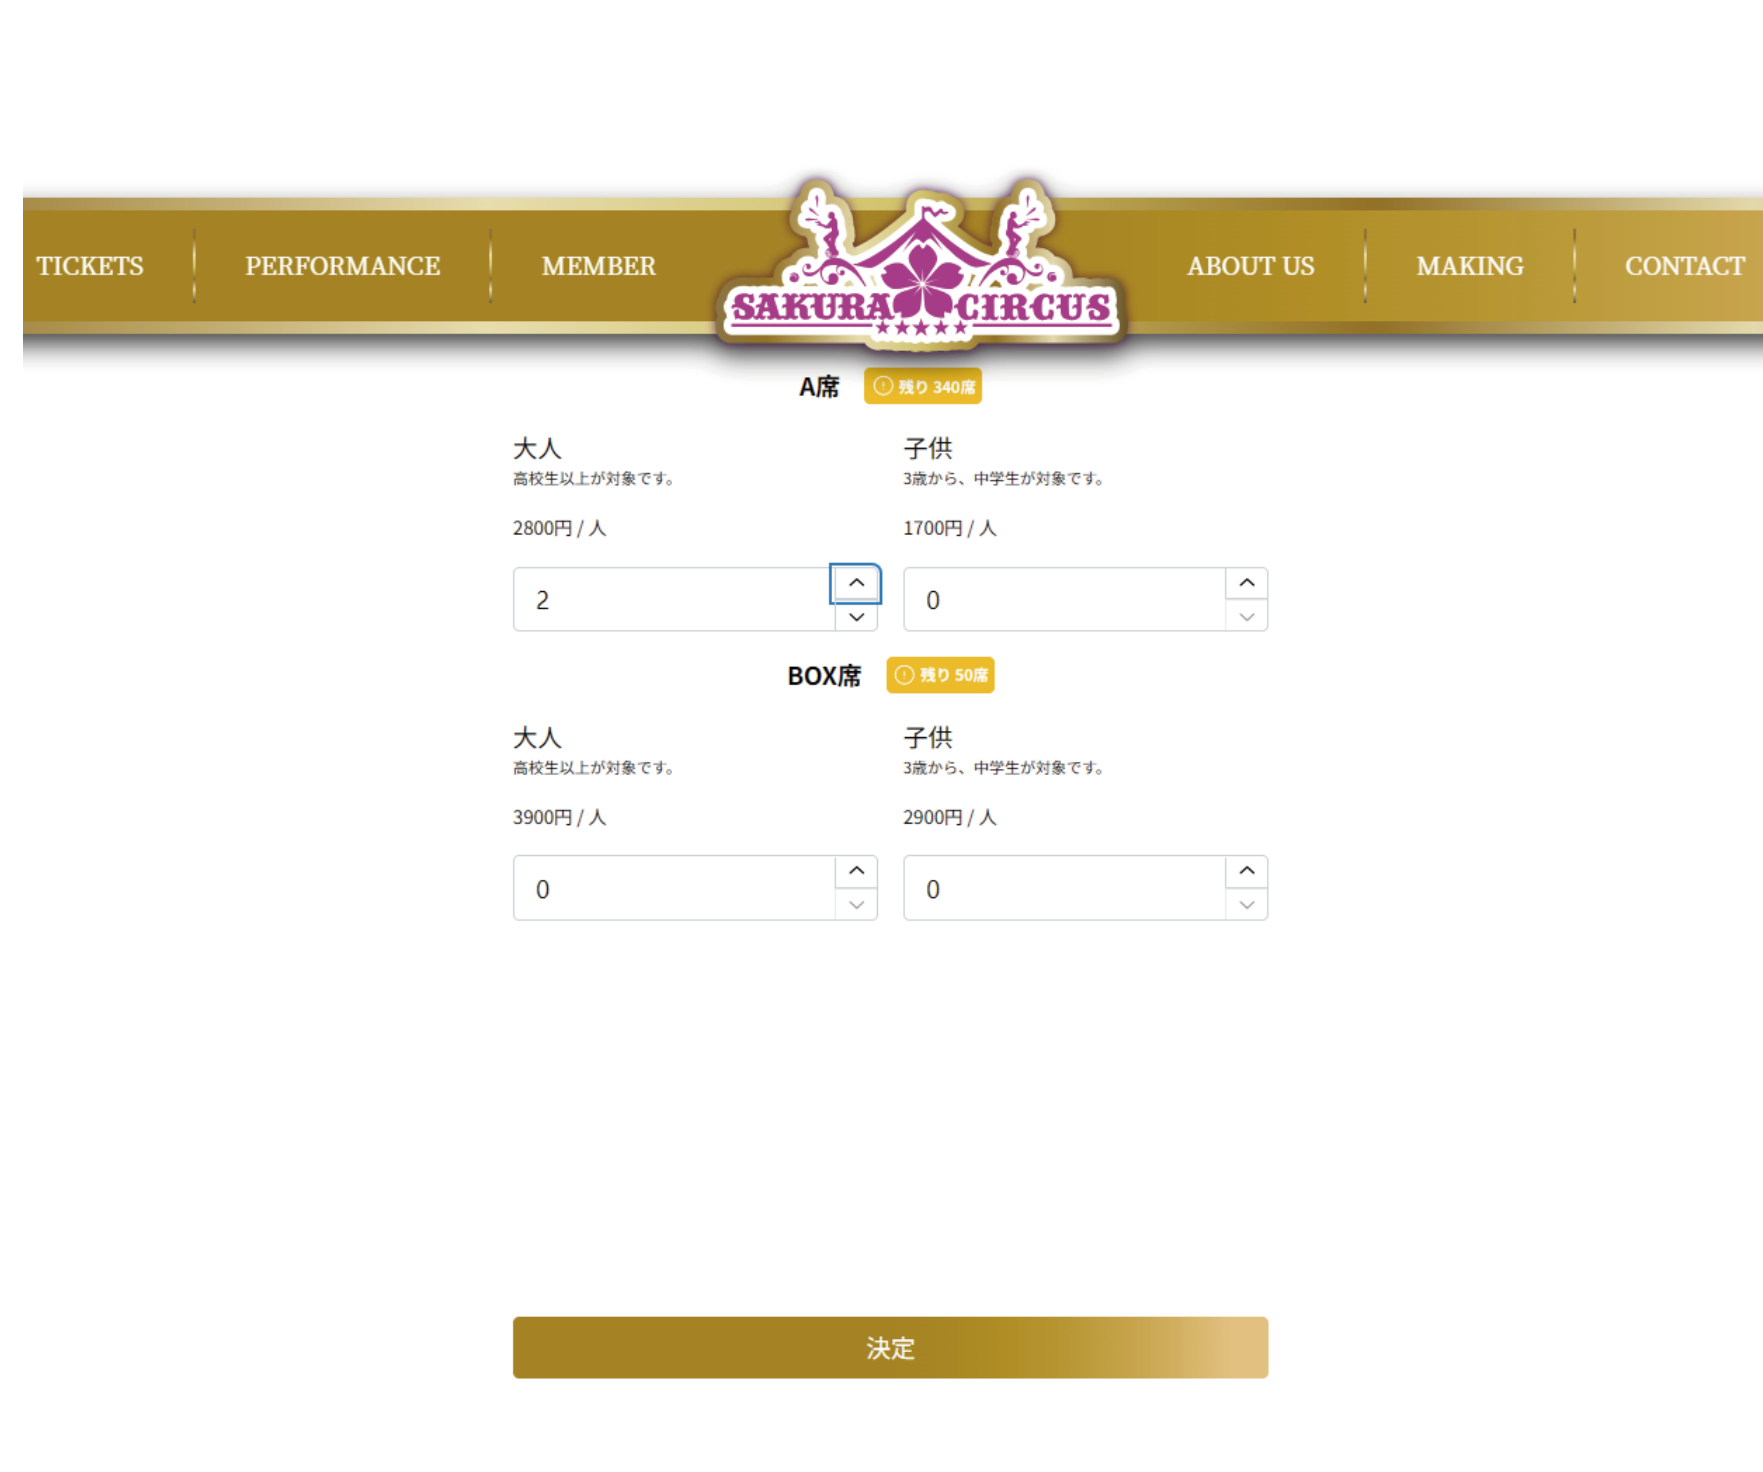 TICKETS
PERFORMANCE
MEMBER
SAKURA CIRCUS
ABOUT US
MAKING
CONTACT
A席
残り 340席
大人
高校生以上が対象です。
2800円 / 人
2
子供
3歳から、中学生が対象です。
1700円 / 人
0
BOX席
残り 50席
大人
高校生以上が対象です。
3900円 / 人
0
子供
3歳から、中学生が対象です。
2900円 / 人
0
決定